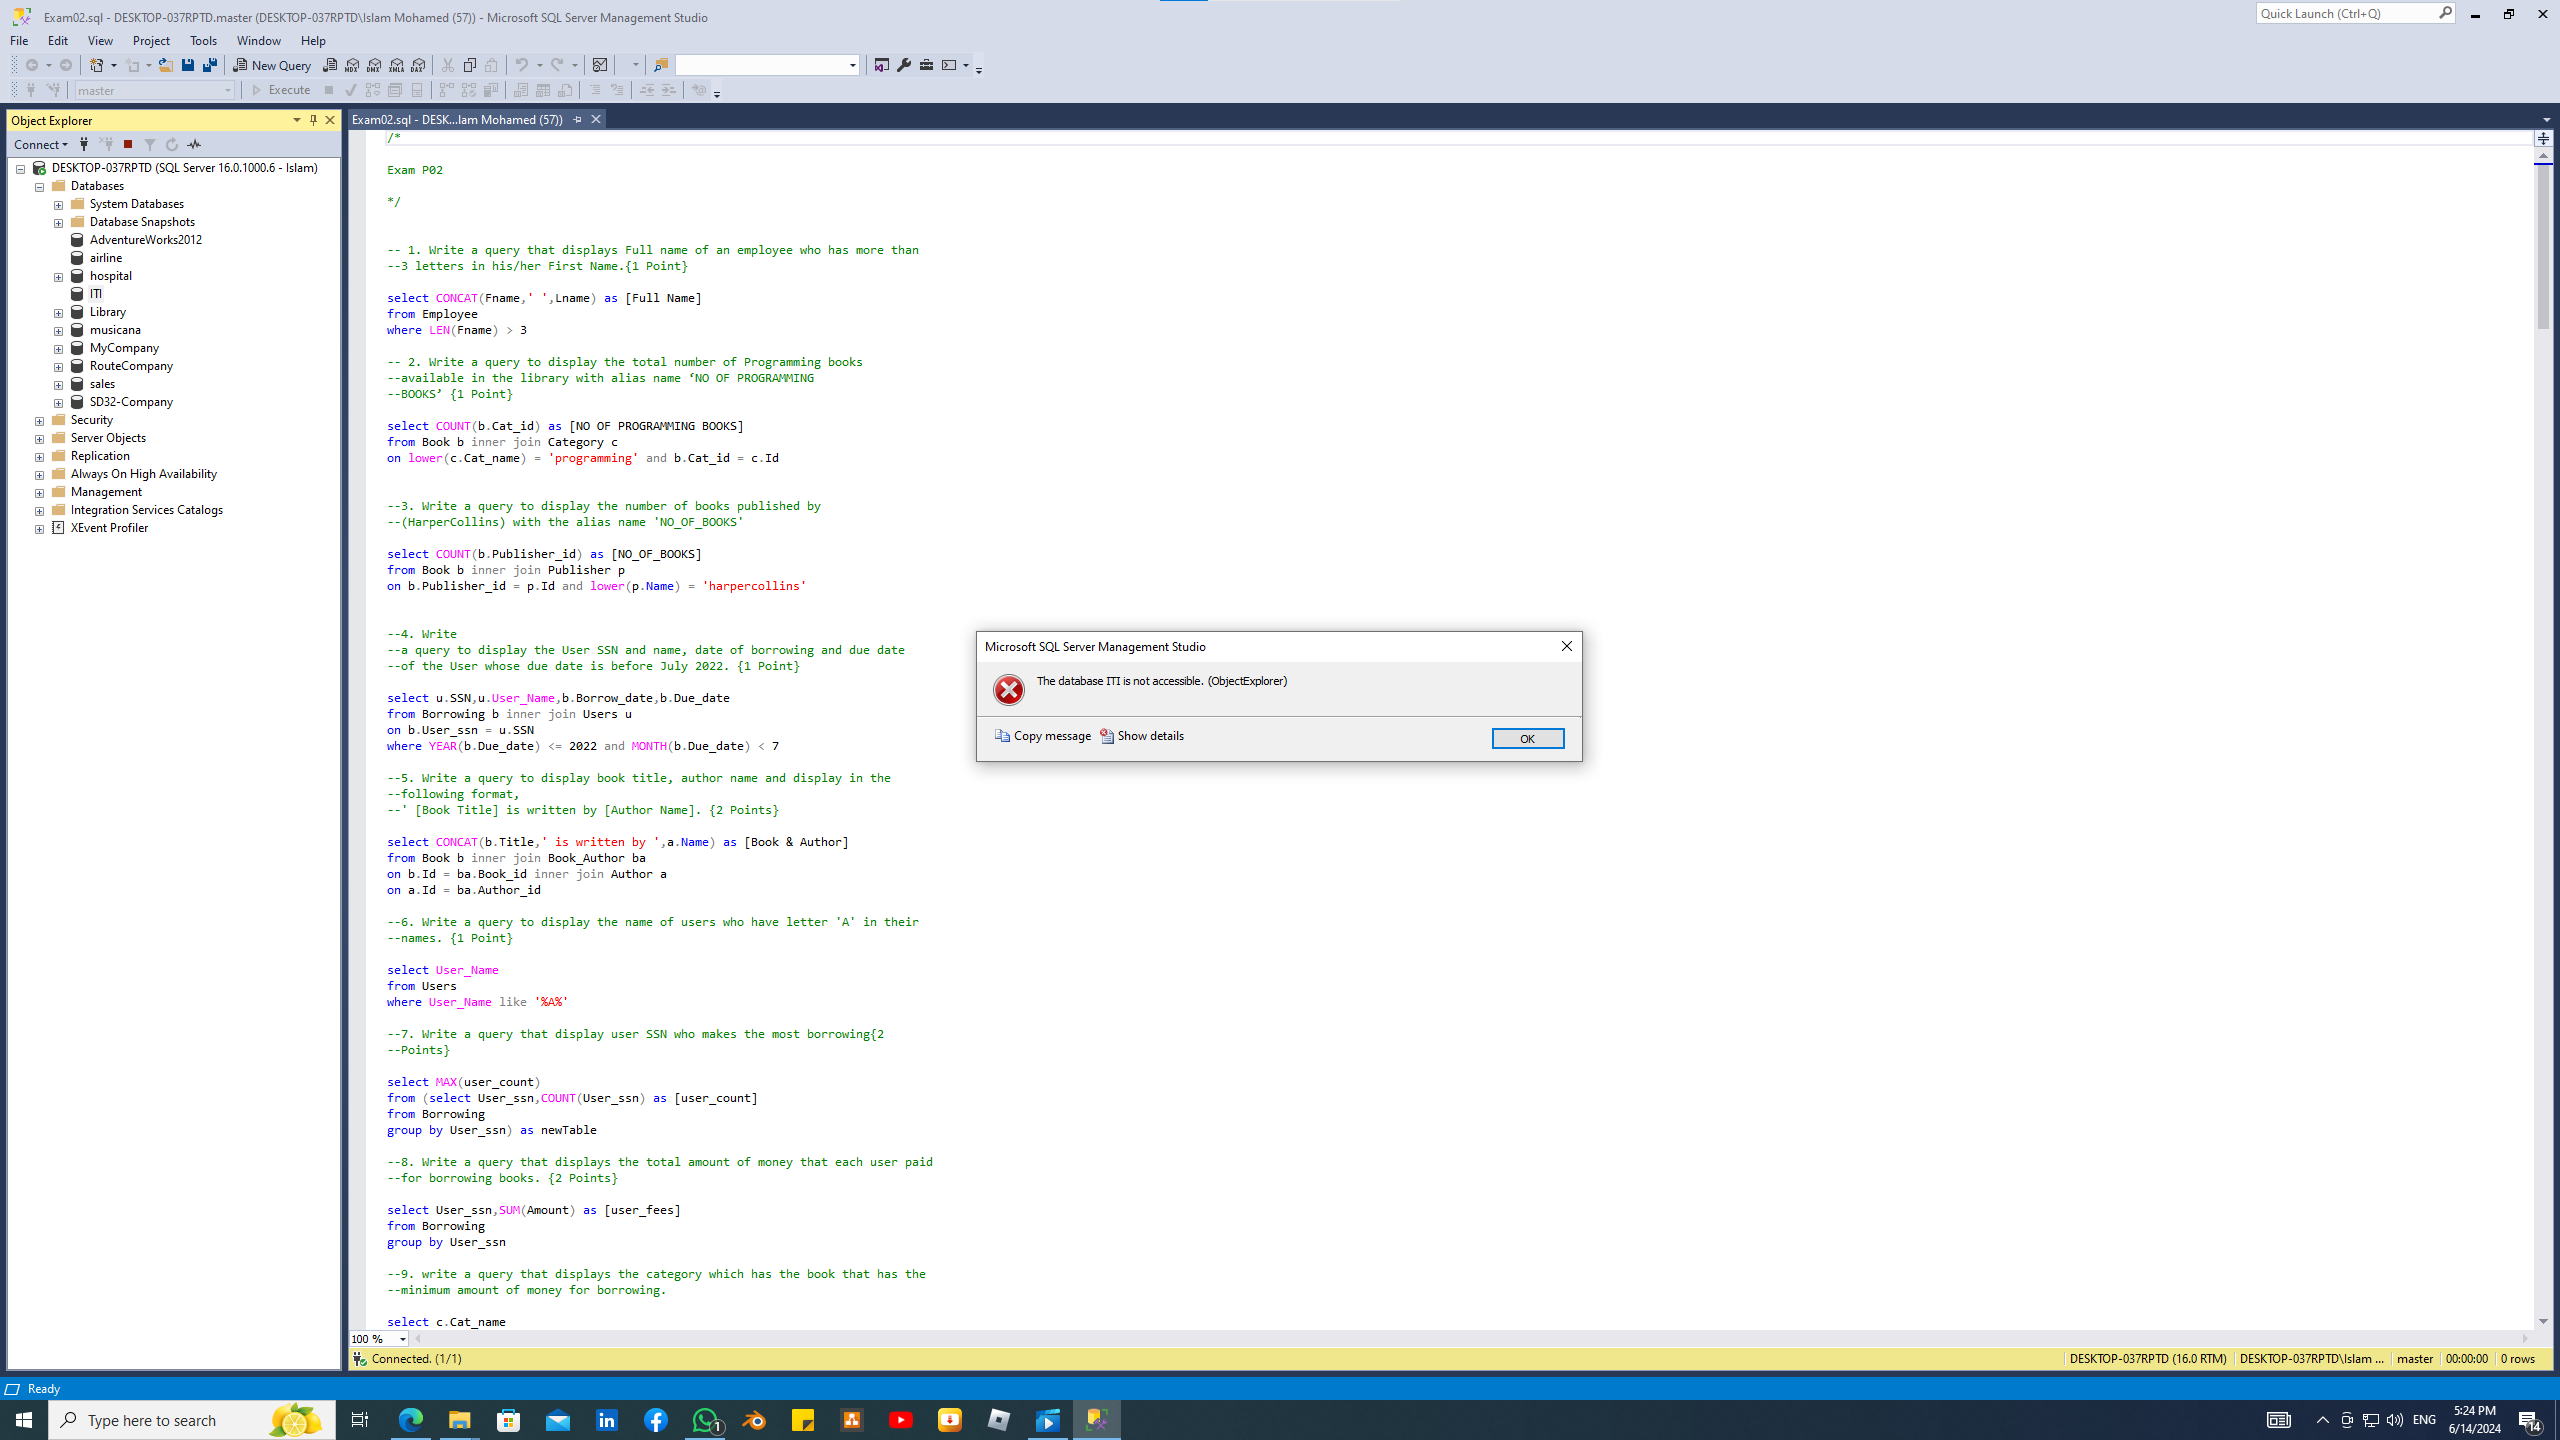 Exam02.sql - DESKTOP-037RPTD.master (DESKTOP-037RPTD\Islam Mohamed (57)) - Microsoft SQL Server Management Studio
Quick Launch (Ctrl+Q)
File Edit View Project Tools Window Help
New Query MDX DMX XMLA DAX
master Execute
Object Explorer
Exam02.sql - DESK...lam Mohamed (57))
Connect
DESKTOP-037RPTD (SQL Server 16.0.1000.6 - Islam)
Databases
System Databases
Database Snapshots
AdventureWorks2012
airline
hospital
ITI
Library
musicana
MyCompany
RouteCompany
sales
SD32-Company
Security
Server Objects
Replication
Always On High Availability
Management
Integration Services Catalogs
XEvent Profiler
/*
Exam P02
*/
-- 1. Write a query that displays Full name of an employee who has more than
--3 letters in his/her First Name.{1 Point}
select CONCAT(Fname,' ',Lname) as [Full Name]
from Employee
where LEN(Fname) > 3
-- 2. Write a query to display the total number of Programming books
--available in the library with alias name ‘NO OF PROGRAMMING
--BOOKS’ {1 Point}
select COUNT(b.Cat_id) as [NO OF PROGRAMMING BOOKS]
from Book b inner join Category c
on lower(c.Cat_name) = 'programming' and b.Cat_id = c.Id
--3. Write a query to display the number of books published by
--(HarperCollins) with the alias name 'NO_OF_BOOKS'
select COUNT(b.Publisher_id) as [NO_OF_BOOKS]
from Book b inner join Publisher p
on b.Publisher_id = p.Id and lower(p.Name) = 'harpercollins'
--4. Write
--a query to display the User SSN and name, date of borrowing and due date
--of the User whose due date is before July 2022. {1 Point}
select u.SSN,u.User_Name,b.Borrow_date,b.Due_date
from Borrowing b inner join Users u
on b.User_ssn = u.SSN
where YEAR(b.Due_date) <= 2022 and MONTH(b.Due_date) < 7
--5. Write a query to display book title, author name and display in the
--following format,
--' [Book Title] is written by [Author Name]. {2 Points}
select CONCAT(b.Title,' is written by ',a.Name) as [Book & Author]
from Book b inner join Book_Author ba
on b.Id = ba.Book_id inner join Author a
on a.Id = ba.Author_id
--6. Write a query to display the name of users who have letter 'A' in their
--names. {1 Point}
select User_Name
from Users
where User_Name like '%A%'
--7. Write a query that display user SSN who makes the most borrowing{2
--Points}
select MAX(user_count)
from (select User_ssn,COUNT(User_ssn) as [user_count]
from Borrowing
group by User_ssn) as newTable
--8. Write a query that displays the total amount of money that each user paid
--for borrowing books. {2 Points}
select User_ssn,SUM(Amount) as [user_fees]
from Borrowing
group by User_ssn
--9. write a query that displays the category which has the book that has the
--minimum amount of money for borrowing.
select c.Cat_name
Microsoft SQL Server Management Studio
The database ITI is not accessible. (ObjectExplorer)
Copy message Show details OK
100 %
Connected. (1/1) DESKTOP-037RPTD (16.0 RTM) DESKTOP-037RPTD\Islam ... master 00:00:00 0 rows
Ready
Type here to search
1
ENG
5:24 PM
6/14/2024
14